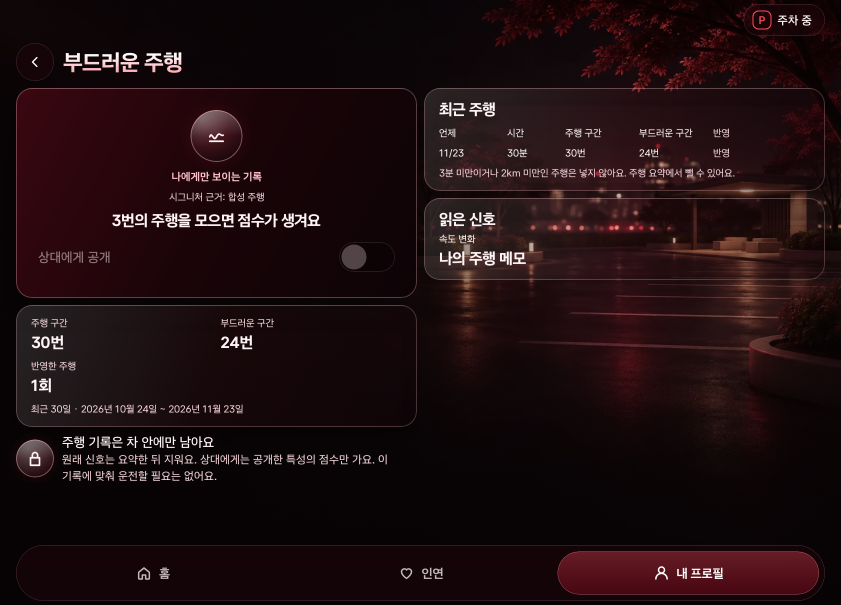 P 주차 중
부드러운 주행
나에게만 보이는 기록
시그니처 근거: 합성 주행
3번의 주행을 모으면 점수가 생겨요
상대에게 공개
주행 구간
30번
부드러운 구간
24번
반영한 주행
1회
최근 30일 · 2026년 10월 24일 ~ 2026년 11월 23일
주행 기록은 차 안에만 남아요
원래 신호는 요약한 뒤 지워요. 상대에게는 공개한 특성의 점수만 가요. 이
기록에 맞춰 운전할 필요는 없어요.
최근 주행
언제 시간 주행 구간 부드러운 구간 반영
11/23 30분 30번 24번 반영
3분 미만이거나 2km 미만인 주행은 넣지 않아요. 주행 요약에서 뺄 수 있어요.
읽은 신호
속도 변화
나의 주행 메모
홈
인연
내 프로필